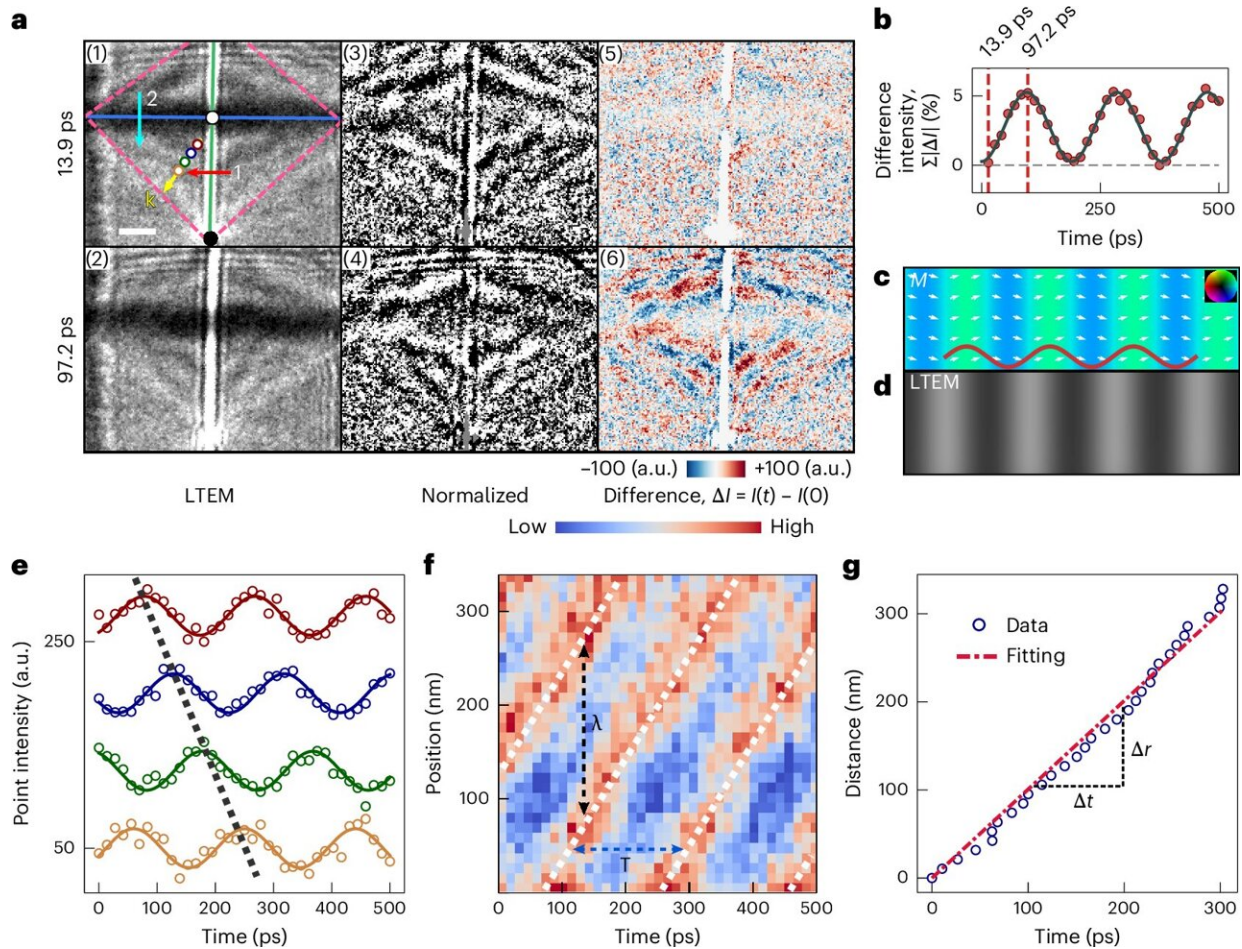 a
(1)
2
1
k
(3)
(5)
13.9 ps
(2)
(4)
(6)
97.2 ps
–100 (a.u.) +100 (a.u.)
LTEM
Normalized
Difference, ΔI = I(t) – I(0)
Low High
b
13.9 ps
97.2 ps
Difference
intensity,
Σ|ΔI| (%)
5
0
0 250 500
Time (ps)
c
M
d
LTEM
e
Point intensity (a.u.)
250
50
0 100 200 300 400 500
Time (ps)
f
Position (nm)
300
200
100
λ
T
0 100 200 300 400 500
Time (ps)
g
Distance (nm)
300
200
100
0
Data
Fitting
Δr
Δt
0 100 200 300
Time (ps)